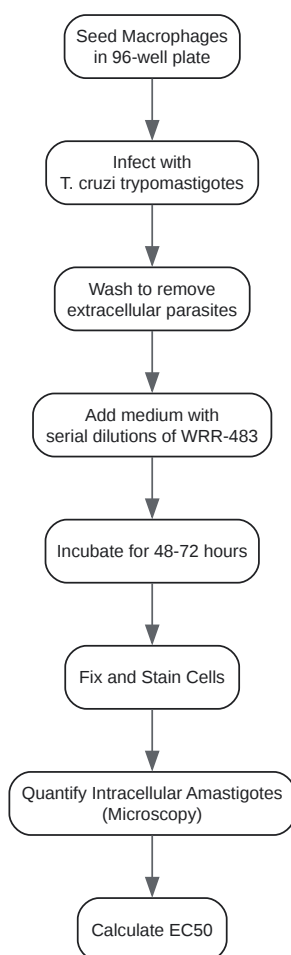 Seed Macrophages
in 96-well plate
Infect with
T. cruzi trypomastigotes
Wash to remove
extracellular parasites
Add medium with
serial dilutions of WRR-483
Incubate for 48-72 hours
Fix and Stain Cells
Quantify Intracellular Amastigotes
(Microscopy)
Calculate EC50